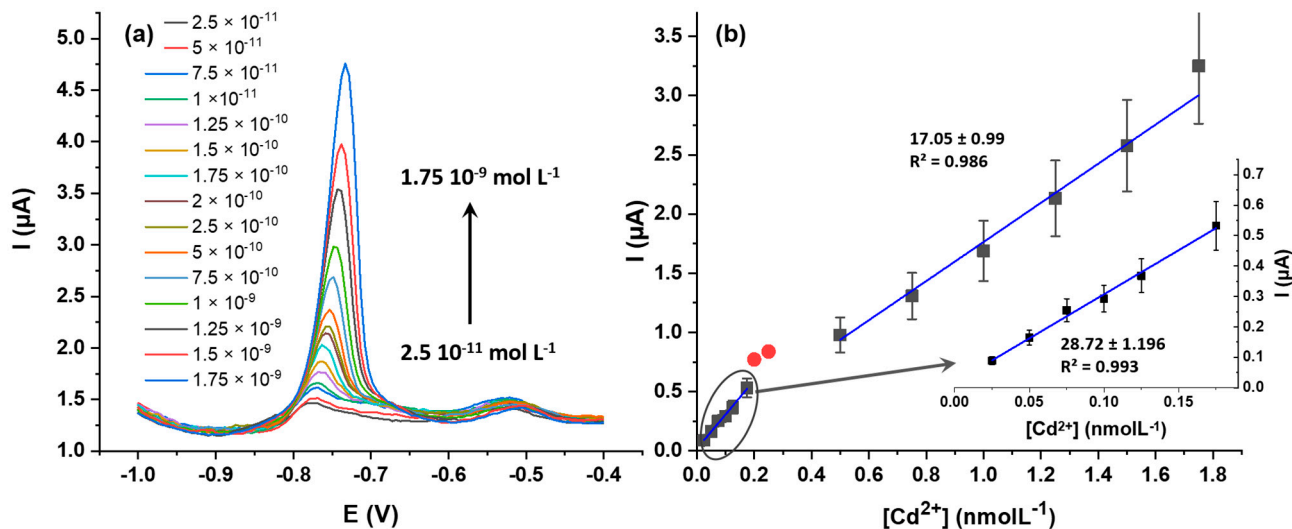 (a)
2.5 × 10-11
5 × 10-11
7.5 × 10-11
1 ×10-11
1.25 × 10-10
1.5 × 10-10
1.75 × 10-10
2 × 10-10
2.5 × 10-10
5 × 10-10
7.5 × 10-10
1 × 10-9
1.25 × 10-9
1.5 × 10-9
1.75 × 10-9
1.75 10-9 mol L-1
2.5 10-11 mol L-1
5.0
4.5
4.0
3.5
3.0
2.5
2.0
1.5
1.0
I (µA)
-1.0 -0.9 -0.8 -0.7 -0.6 -0.5 -0.4
E (V)
(b)
3.5
3.0
2.5
2.0
1.5
1.0
0.5
0.0
I (µA)
17.05 ± 0.99
R² = 0.986
0.7
0.6
0.5
0.4
0.3
0.2
0.1
0.0
I (µA)
28.72 ± 1.196
R² = 0.993
0.00 0.05 0.10 0.15
[Cd2+] (nmolL-1)
0.0 0.2 0.4 0.6 0.8 1.0 1.2 1.4 1.6 1.8
[Cd2+] (nmolL-1)